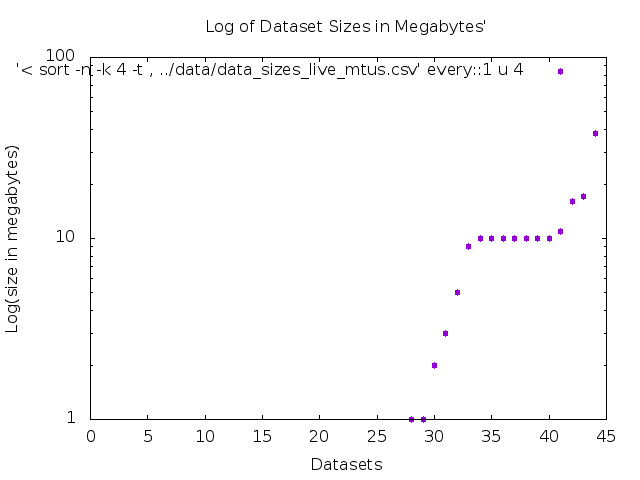 Log of Dataset Sizes in Megabytes'
100
'< sort -n -k 4 -t , ../data/data_sizes_live_mtus.csv' every::1 u 4
Log(size in megabytes)
10
1
0 5 10 15 20 25 30 35 40 45
Datasets